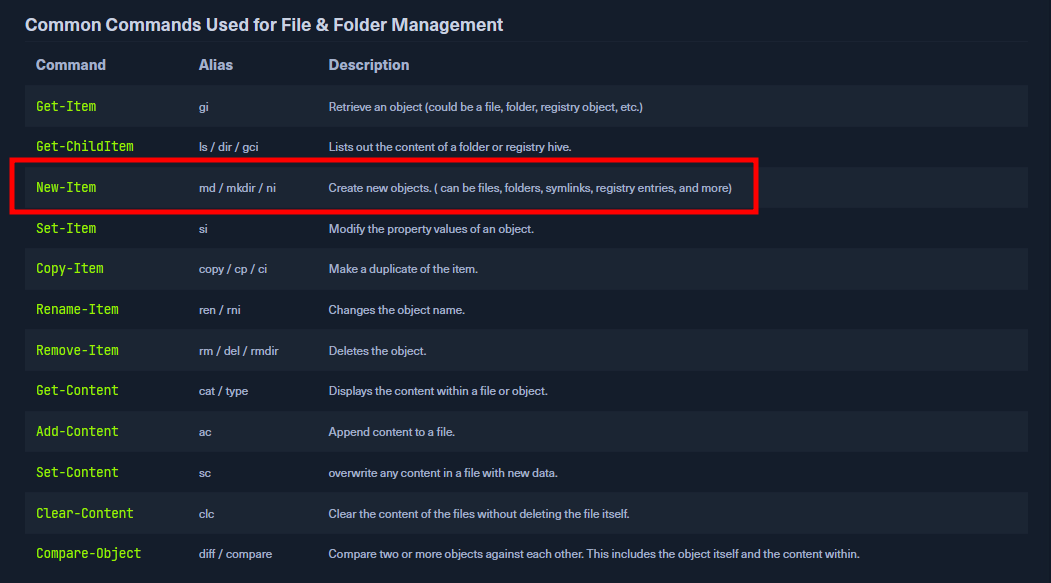 Common Commands Used for File & Folder Management
Command Alias Description
Get-Item gi Retrieve an object (could be a file, folder, registry object, etc.)
Get-ChildItem ls / dir / gci Lists out the content of a folder or registry hive.
New-Item md / mkdir / ni Create new objects. ( can be files, folders, symlinks, registry entries, and more)
Set-Item si Modify the property values of an object.
Copy-Item copy / cp / ci Make a duplicate of the item.
Rename-Item ren / rni Changes the object name.
Remove-Item rm / del / rmdir Deletes the object.
Get-Content cat / type Displays the content within a file or object.
Add-Content ac Append content to a file.
Set-Content sc overwrite any content in a file with new data.
Clear-Content clc Clear the content of the files without deleting the file itself.
Compare-Object diff / compare Compare two or more objects against each other. This includes the object itself and the content within.